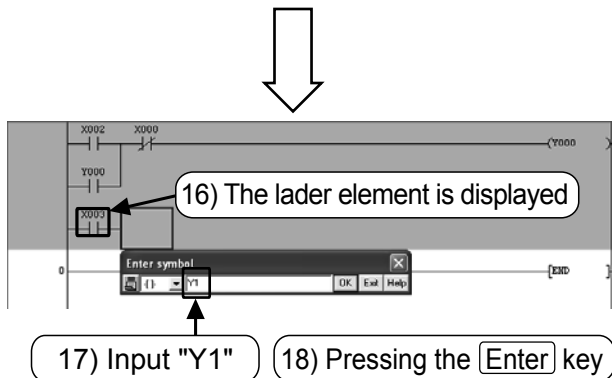 X002 X000
(Y000 )
Y000
16) The lader element is displayed
X003
Enter symbol
0 [END ]
Y1 OK Exit Help
17) Input "Y1" 18) Pressing the Enter key